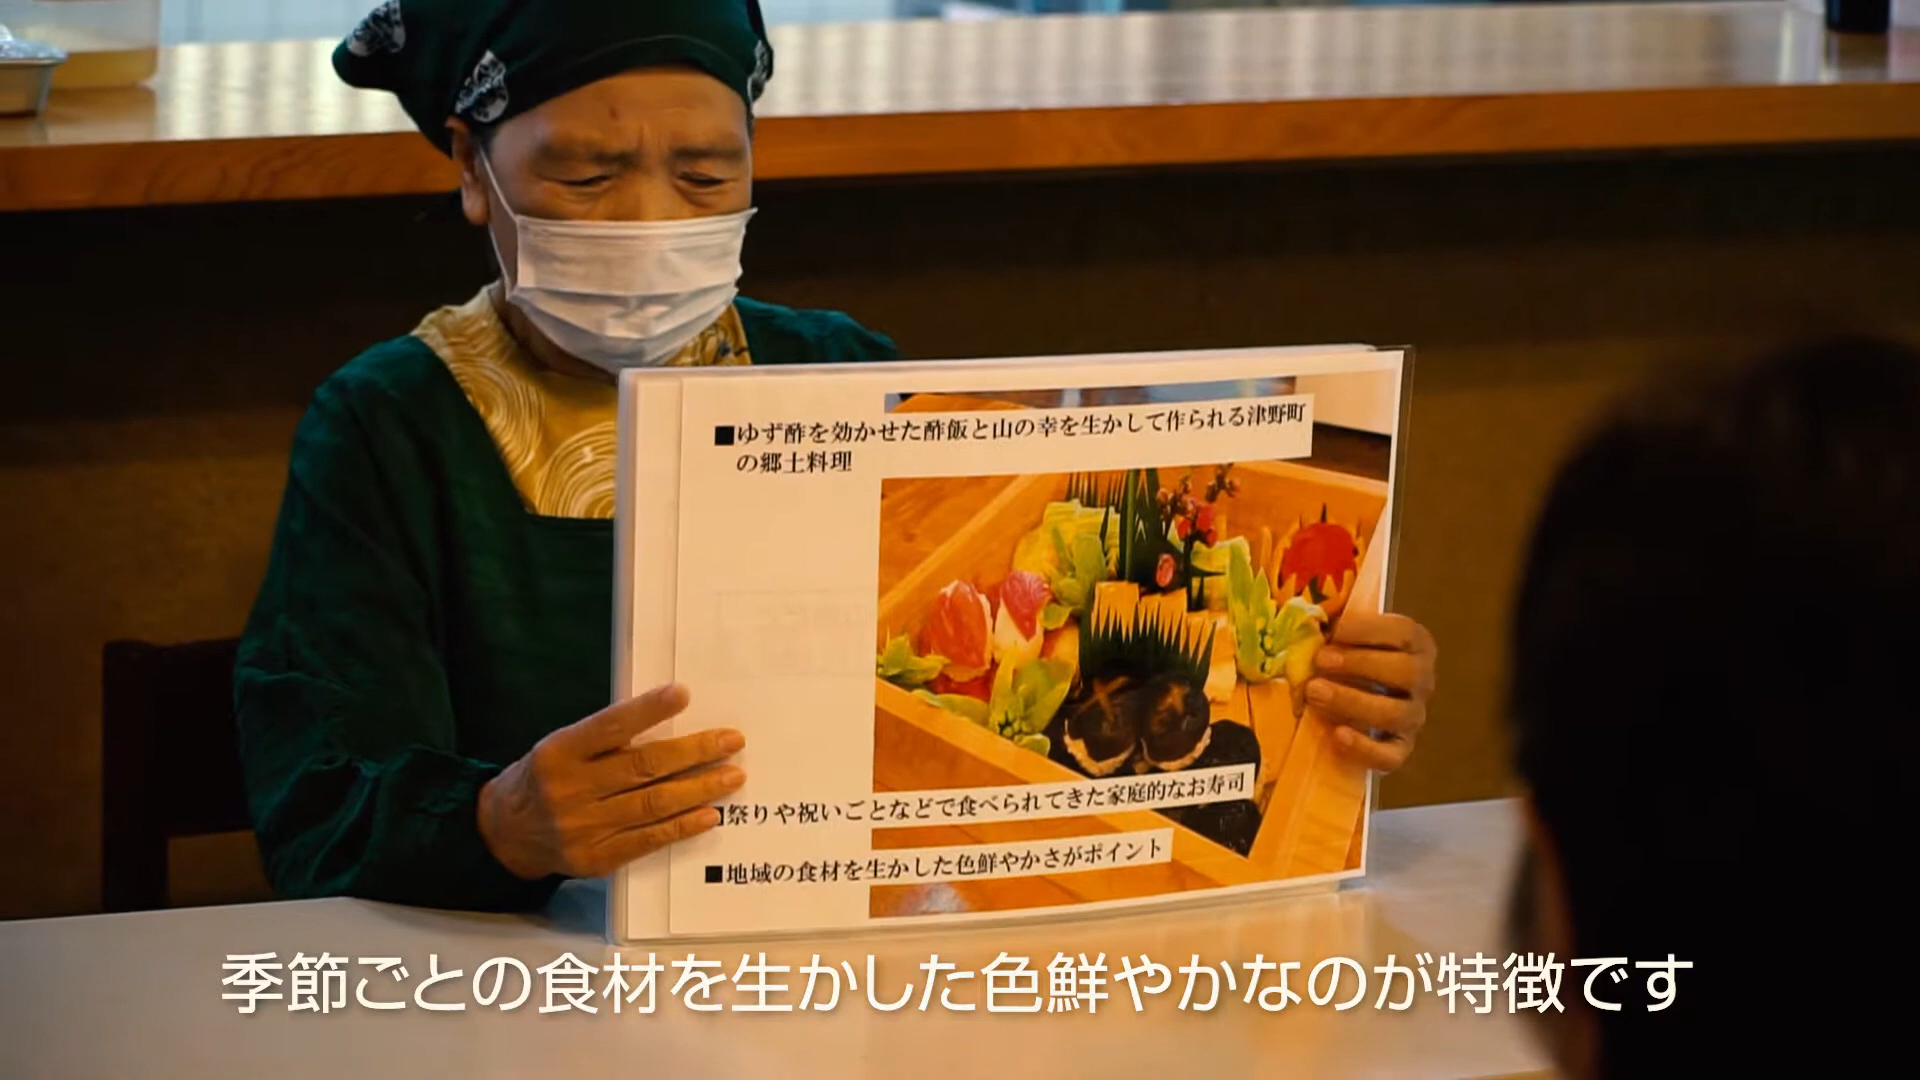 ■ゆず酢を効かせた酢飯と山の幸を生かして作られる津野町
の郷土料理
■祭りや祝いごとなどで食べられてきた家庭的なお寿司
■地域の食材を生かした色鮮やかさがポイント
季節ごとの食材を生かした色鮮やかなのが特徴です